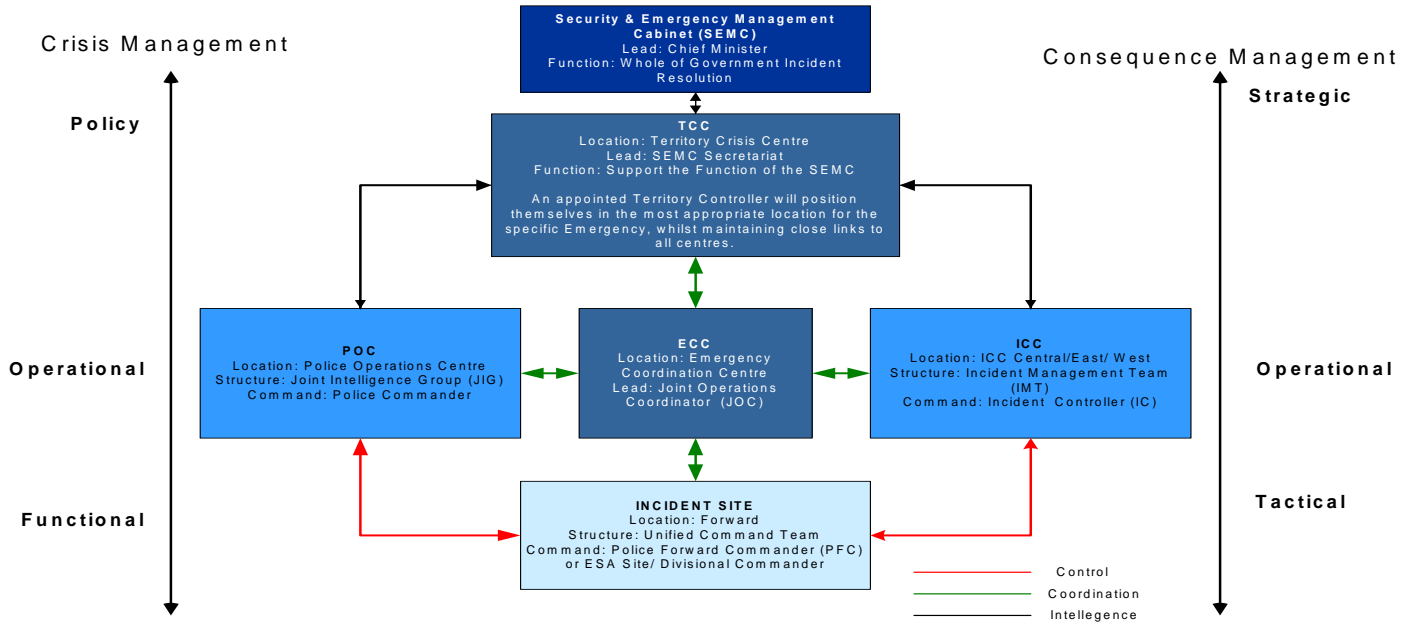 Crisis Management
Security & Emergency Management
Cabinet (SEMC)
Lead: Chief Minister
Function: Whole of Government Incident
Resolution
Consequence Management
Policy
Strategic
TCC
Location: Territory Crisis Centre
Lead: SEMC Secretariat
Function: Support the Function of the SEMC
An appointed Territory Controller will position
themselves in the most appropriate location for the
specific Emergency, whilst maintaining close links to
all centres.
Operational
POC
Location: Police Operations Centre
Structure: Joint Intelligence Group (JIG)
Command: Police Commander
ECC
Location: Emergency
Coordination Centre
Lead: Joint Operations
Coordinator (JOC)
ICC
Location: ICC Central/East/ West
Structure: Incident Management Team
(IMT)
Command: Incident Controller (IC)
Operational
Functional
INCIDENT SITE
Location: Forward
Structure: Unified Command Team
Command: Police Forward Commander (PFC)
or ESA Site/ Divisional Commander
Tactical
Control
Coordination
Intellegence